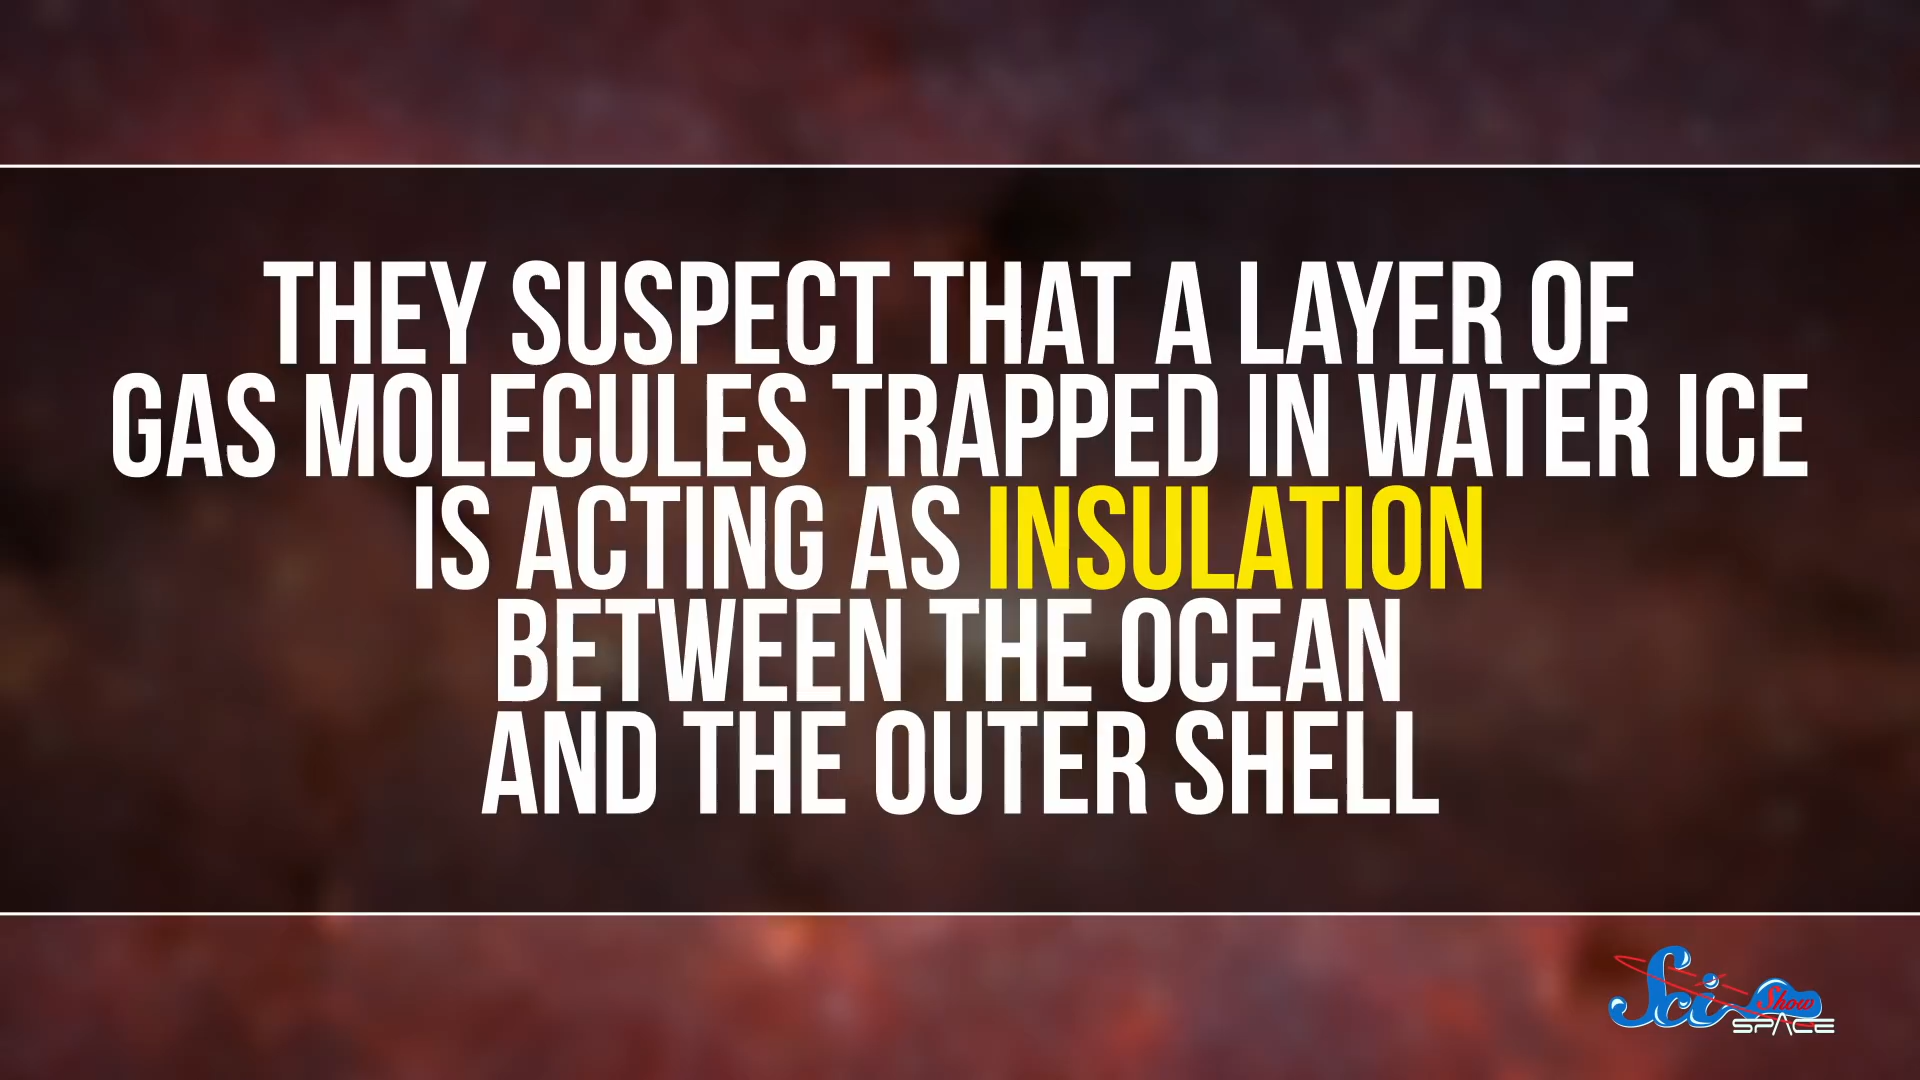 THEY SUSPECT THAT A LAYER OF
GAS MOLECULES TRAPPED IN WATER ICE
IS ACTING AS INSULATION
BETWEEN THE OCEAN
AND THE OUTER SHELL
Sci Show
SPACE